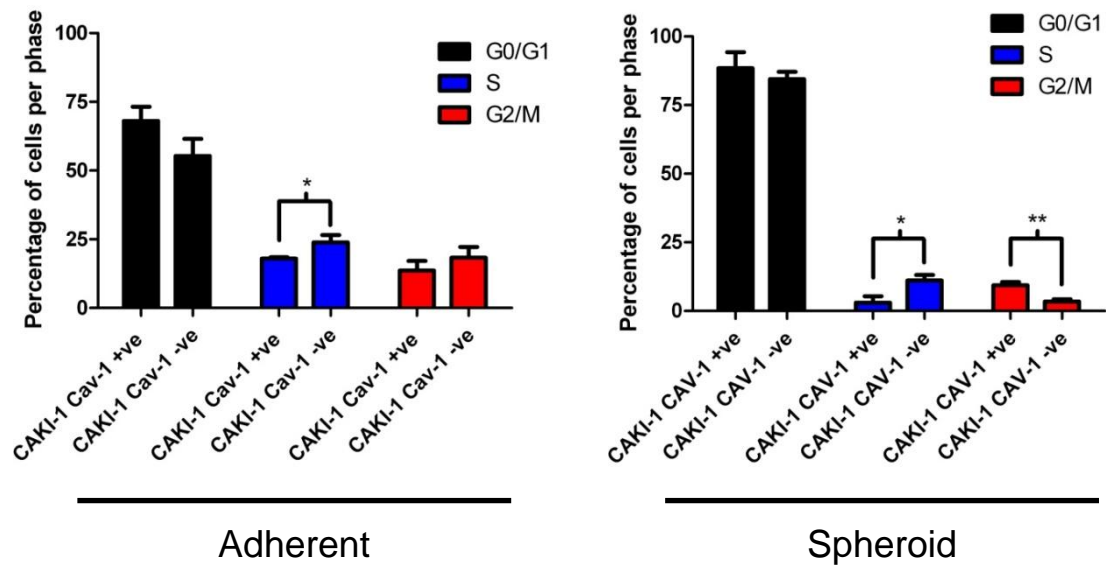 Percentage of cells per phase
100
75
50
25
0
G0/G1
S
G2/M
*
CAKI-1 Cav-1 +ve
CAKI-1 Cav-1 -ve
CAKI-1 Cav-1 +ve
CAKI-1 Cav-1 -ve
CAKI-1 Cav-1 +ve
CAKI-1 Cav-1 -ve
Adherent
Percentage of cells per phase
100
75
50
25
0
G0/G1
S
G2/M
*
**
CAKI-1 CAV-1 +ve
CAKI-1 CAV-1 -ve
CAKI-1 CAV-1 +ve
CAKI-1 CAV-1 -ve
CAKI-1 CAV-1 +ve
CAKI-1 CAV-1 -ve
Spheroid